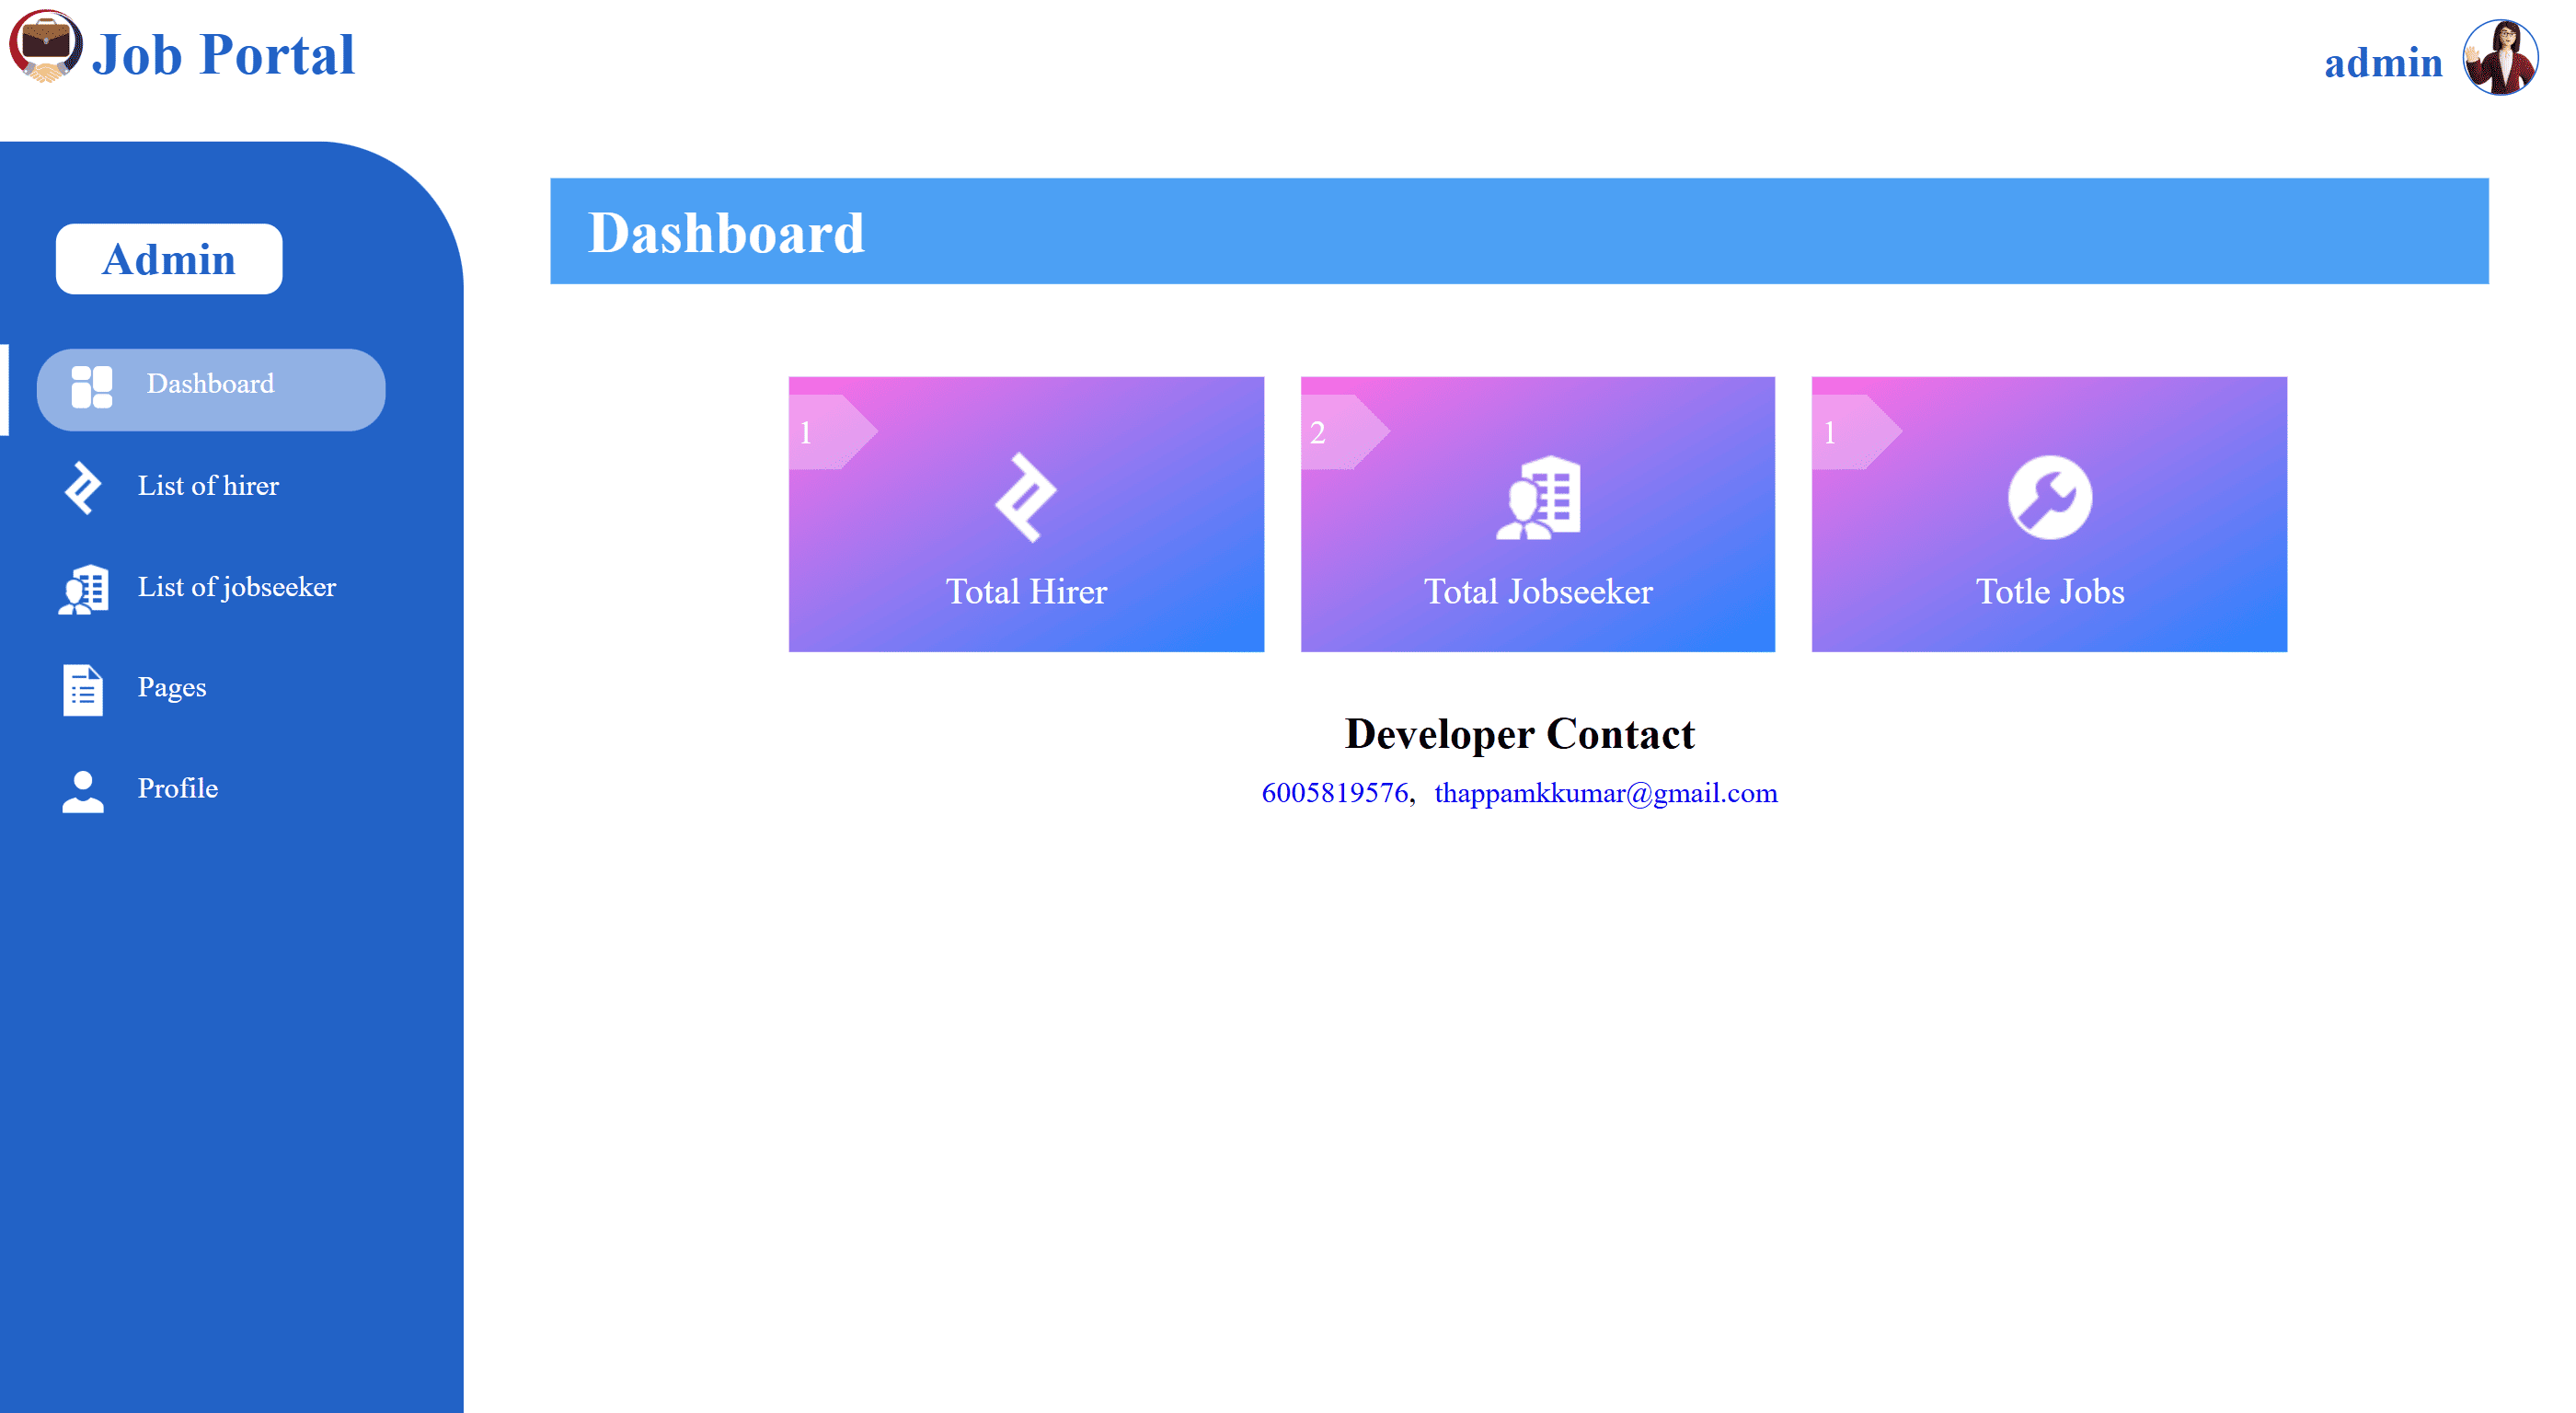 Job Portal
admin
Admin
Dashboard
List of hirer
List of jobseeker
Pages
Profile
Dashboard
1
Total Hirer
2
Total Jobseeker
1
Totle Jobs
Developer Contact
6005819576, thappamkkumar@gmail.com